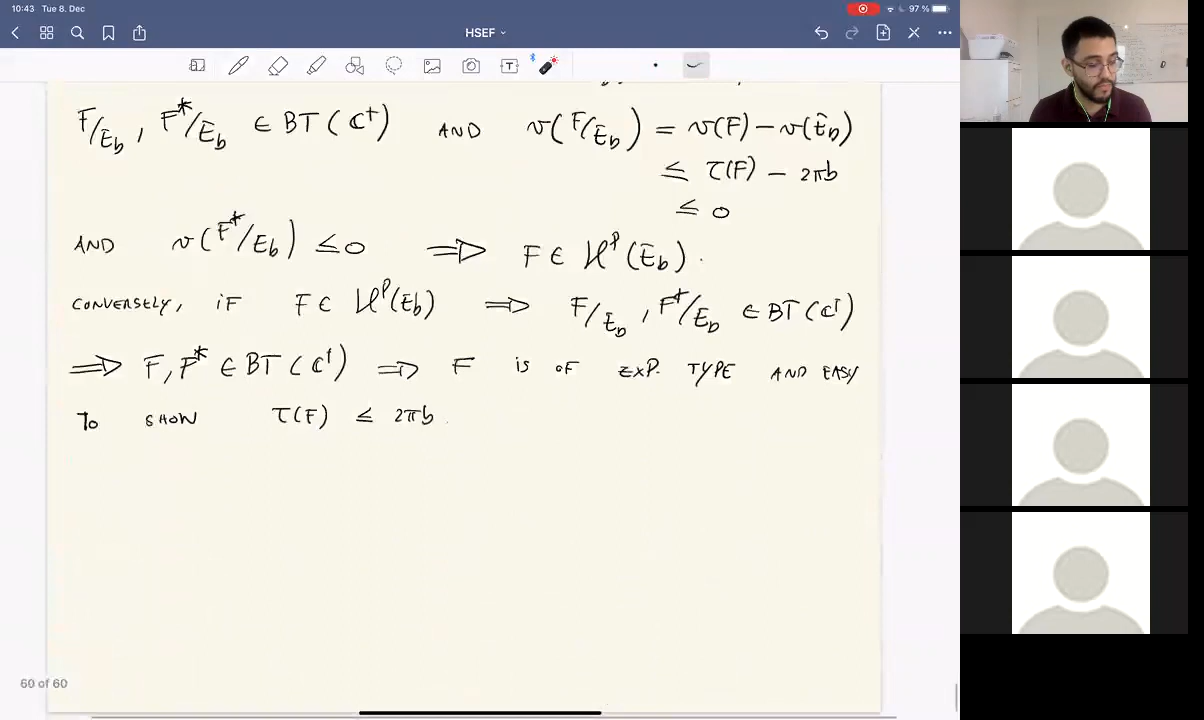 10:43 Tue 8. Dec
97 %
HSEF
F/E_b , F*/E_b ∈ BT(ℂ⁺) AND v(F/E_b) = v(F) − v(E_b)
≤ τ(F) − 2πb
≤ 0
AND v(F*/E_b) ≤ 0 ⟹ F ∈ ℋᵖ(E_b).
CONVERSELY, IF F ∈ ℋᵖ(E_b) ⟹ F/E_b , F*/E_b ∈ BT(ℂ⁺)
⟹ F, F* ∈ BT(ℂ⁺) ⟹ F IS OF EXP. TYPE AND EASY
TO SHOW τ(F) ≤ 2πb.
60 of 60